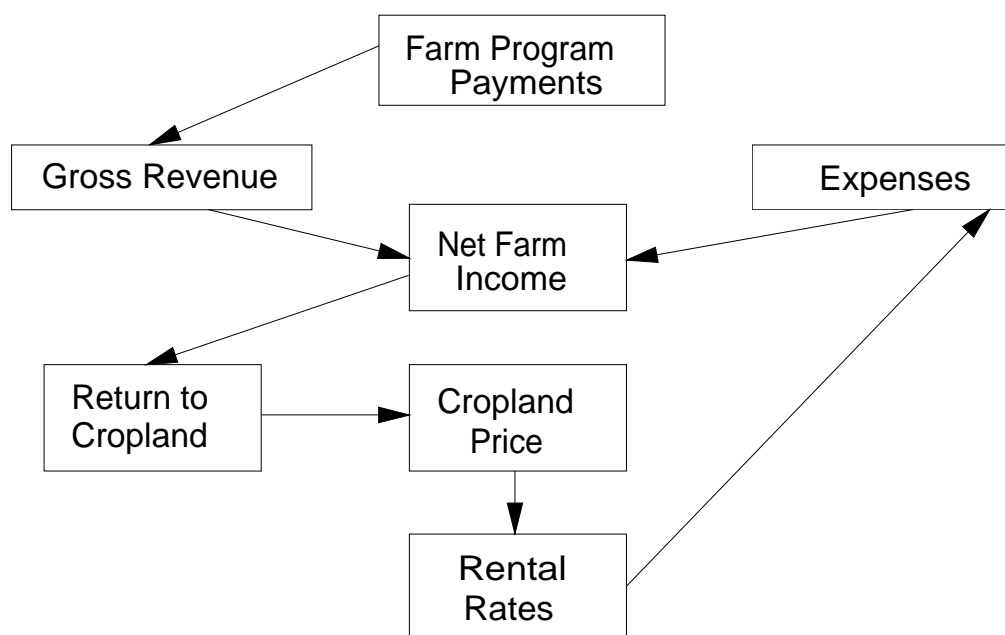 Farm Program
Payments
Gross Revenue
Expenses
Net Farm
Income
Return to
Cropland
Cropland
Price
Rental
Rates